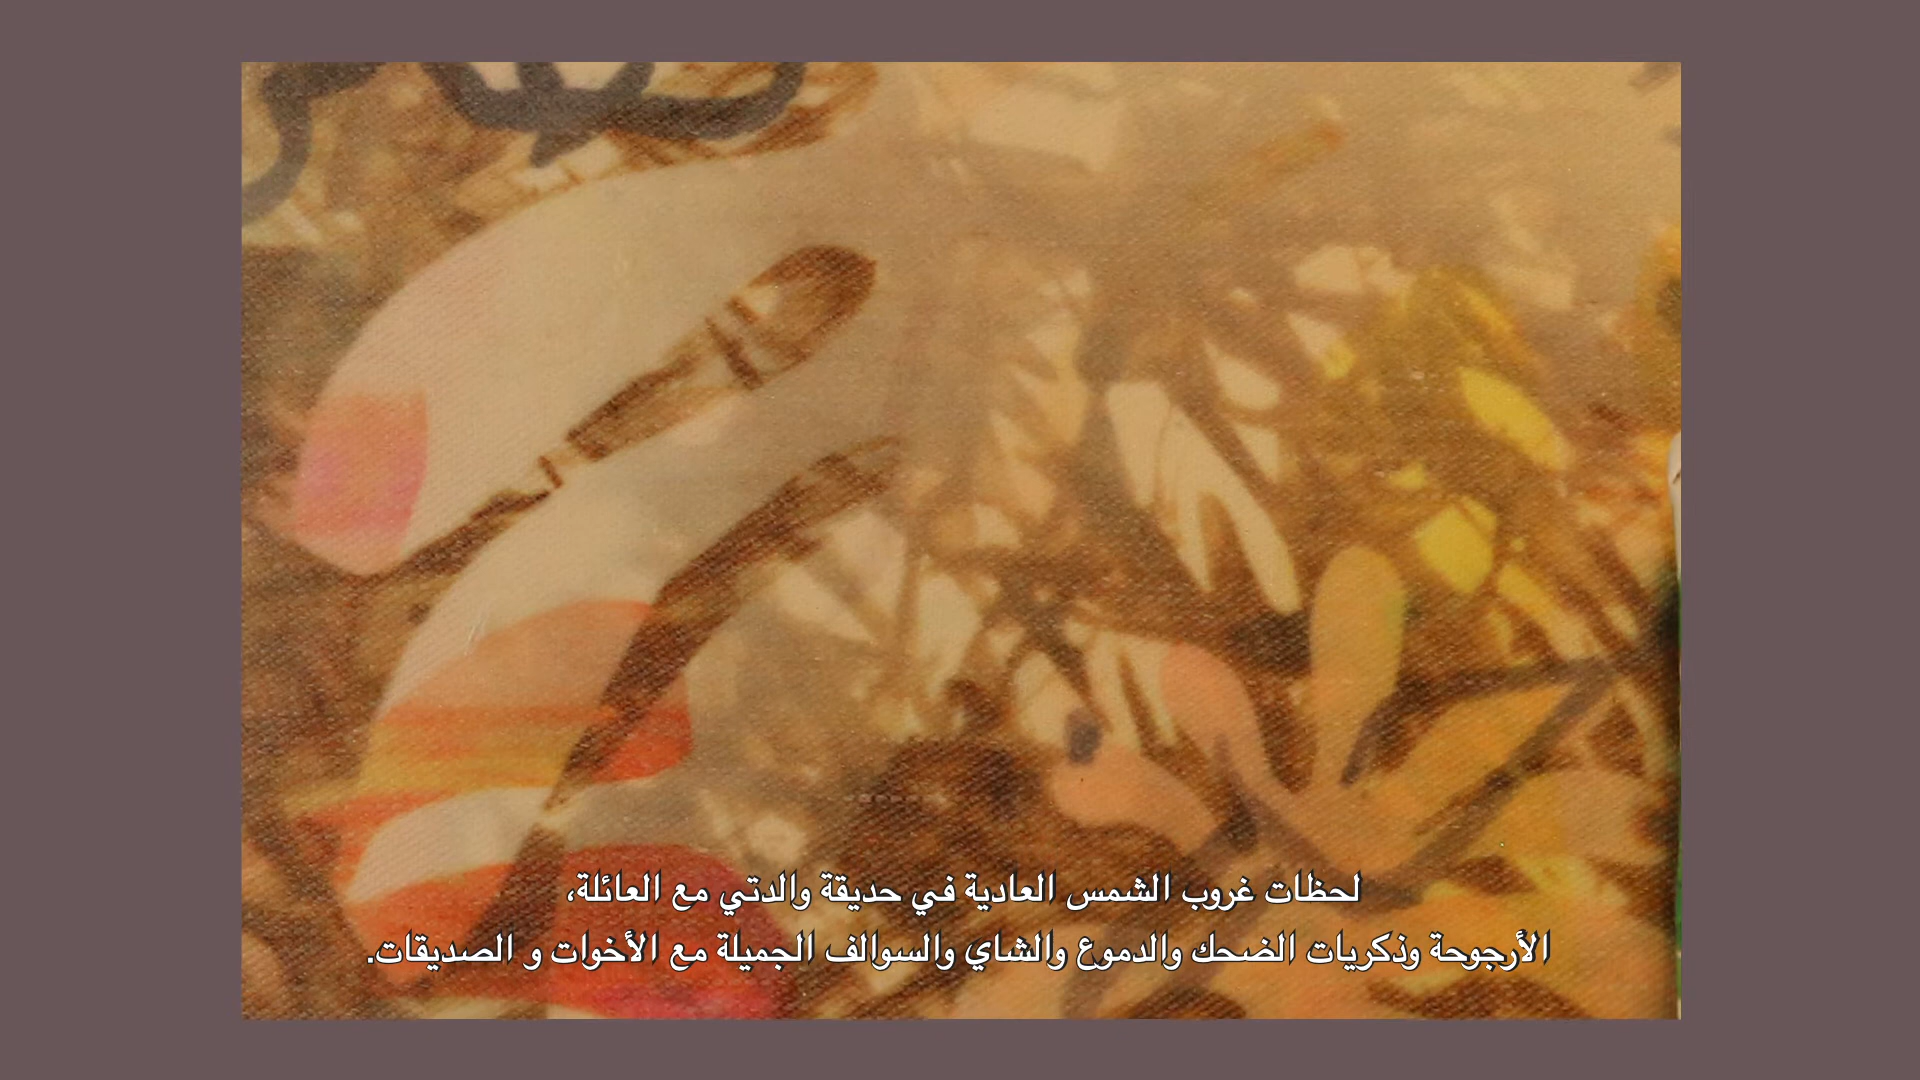 لحظات غروب الشمس العادية في حديقة والدتي مع العائلة،
الأرجوحة وذكريات الضحك والدموع والشاي والسوالف الجميلة مع الأخوات و الصديقات.